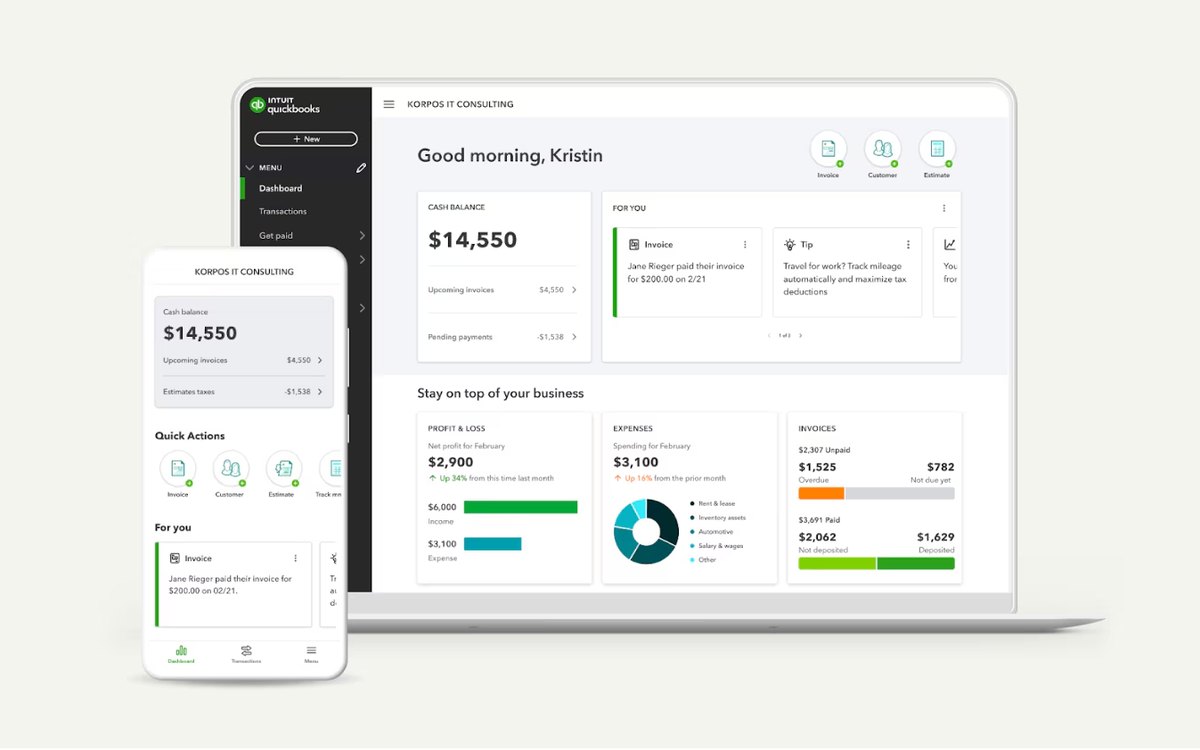 INTUIT
quickbooks
+ New
MENU
Dashboard
Transactions
Get paid
KORPOS IT CONSULTING
Good morning, Kristin
Invoice
Customer
Estimate
CASH BALANCE
$14,550
Upcoming invoices $4,550
Pending payments -$1,538
FOR YOU
Invoice
Jane Rieger paid their invoice
for $200.00 on 2/21
Tip
Travel for work? Track mileage
automatically and maximize tax
deductions
You
fron
1 of 2
Stay on top of your business
PROFIT & LOSS
Net profit for February
$2,900
Up 34% from this time last month
$6,000
Income
$3,100
Expense
EXPENSES
Spending for February
$3,100
Up 16% from the prior month
Rent & lease
Inventory assets
Automotive
Salary & wages
Other
INVOICES
$2,307 Unpaid
$1,525 $782
Overdue Not due yet
$3,691 Paid
$2,062 $1,629
Not deposited Deposited
KORPOS IT CONSULTING
Cash balance
$14,550
Upcoming invoices $4,550
Estimates taxes -$1,538
Quick Actions
Invoice
Customer
Estimate
Track
For you
Invoice
Jane Rieger paid their invoice for
$200.00 on 02/21.
Dashboard
Transactions
Menu